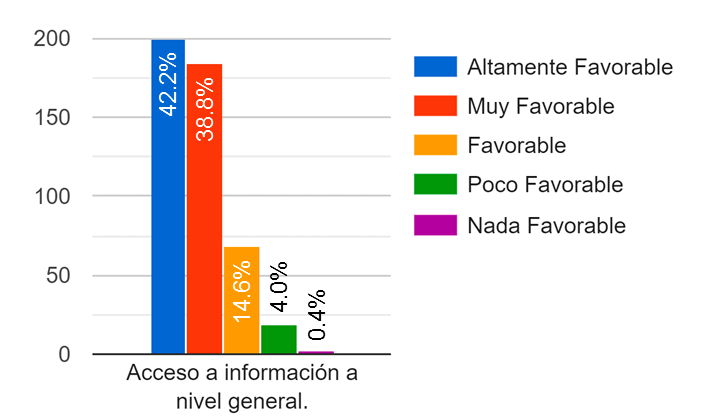 200
150
100
50
0
42.2%
38.8%
14.6%
4.0%
0.4%
Acceso a información a
nivel general.
Altamente Favorable
Muy Favorable
Favorable
Poco Favorable
Nada Favorable